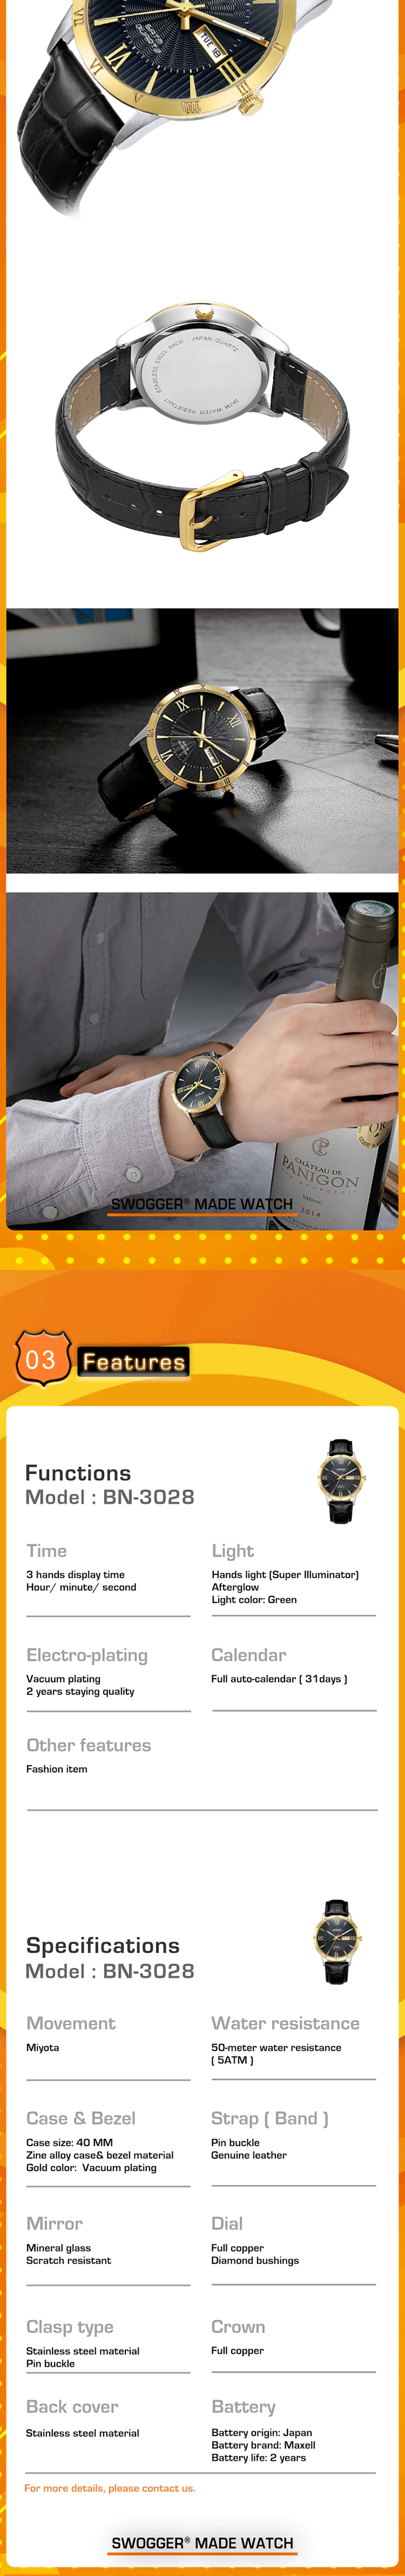 TUE 18
STAINLESS STEEL BACK JAPAN QUARTZ
3ATM WATER RESISTANT
CHÂTEAU DE
PANIGON
Médoc
2014
SWOGGER® MADE WATCH
03 Features
Functions
Model : BN-3028
Time
3 hands display time
Hour/ minute/ second
Light
Hands light (Super Illuminator)
Afterglow
Light color: Green
Electro-plating
Vacuum plating
2 years staying quality
Calendar
Full auto-calendar ( 31days )
Other features
Fashion item
Specifications
Model : BN-3028
Movement
Miyota
Water resistance
50-meter water resistance
( 5ATM )
Case & Bezel
Case size: 40 MM
Zine alloy case& bezel material
Gold color:  Vacuum plating
Strap ( Band )
Pin buckle
Genuine leather
Mirror
Mineral glass
Scratch resistant
Dial
Full copper
Diamond bushings
Clasp type
Stainless steel material
Pin buckle
Crown
Full copper
Back cover
Stainless steel material
Battery
Battery origin: Japan
Battery brand: Maxell
Battery life: 2 years
For more details, please contact us.
SWOGGER® MADE WATCH